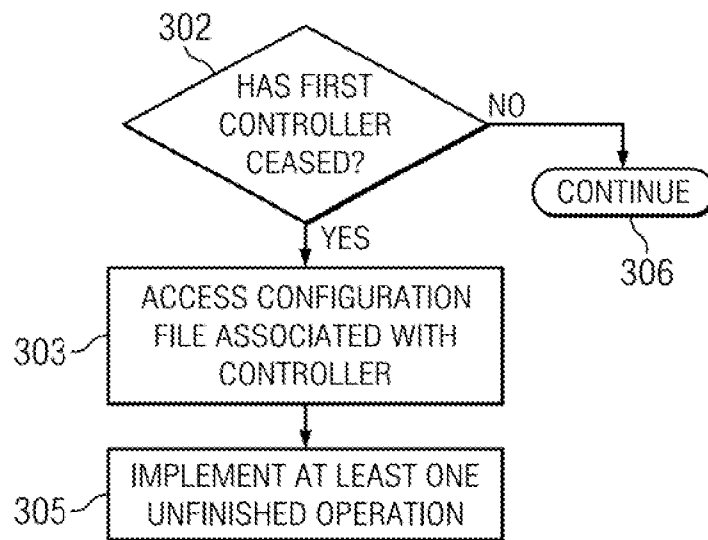 302
HAS FIRST
CONTROLLER
CEASED?
NO
CONTINUE
306
YES
303
ACCESS CONFIGURATION
FILE ASSOCIATED WITH
CONTROLLER
305
IMPLEMENT AT LEAST ONE
UNFINISHED OPERATION